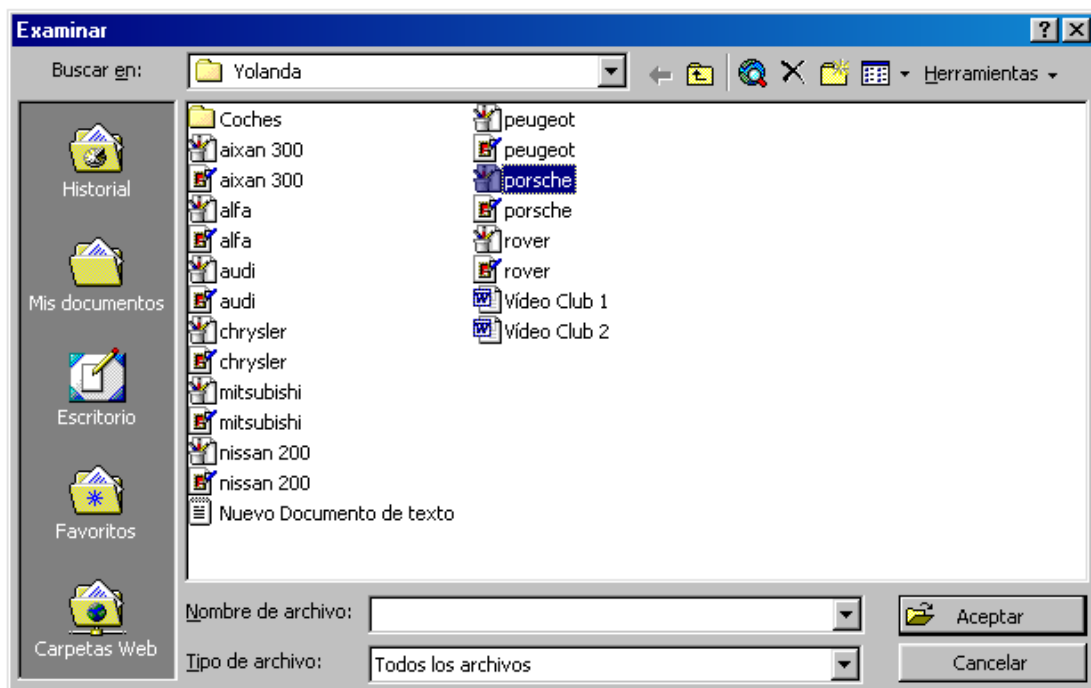 Examinar
Buscar en:
Yolanda
Herramientas
Historial
Mis documentos
Escritorio
Favoritos
Carpetas Web
Coches
aixan 300
aixan 300
alfa
alfa
audi
audi
chrysler
chrysler
mitsubishi
mitsubishi
nissan 200
nissan 200
Nuevo Documento de texto
peugeot
peugeot
porsche
porsche
rover
rover
Vídeo Club 1
Vídeo Club 2
Nombre de archivo:
Aceptar
Tipo de archivo:
Todos los archivos
Cancelar